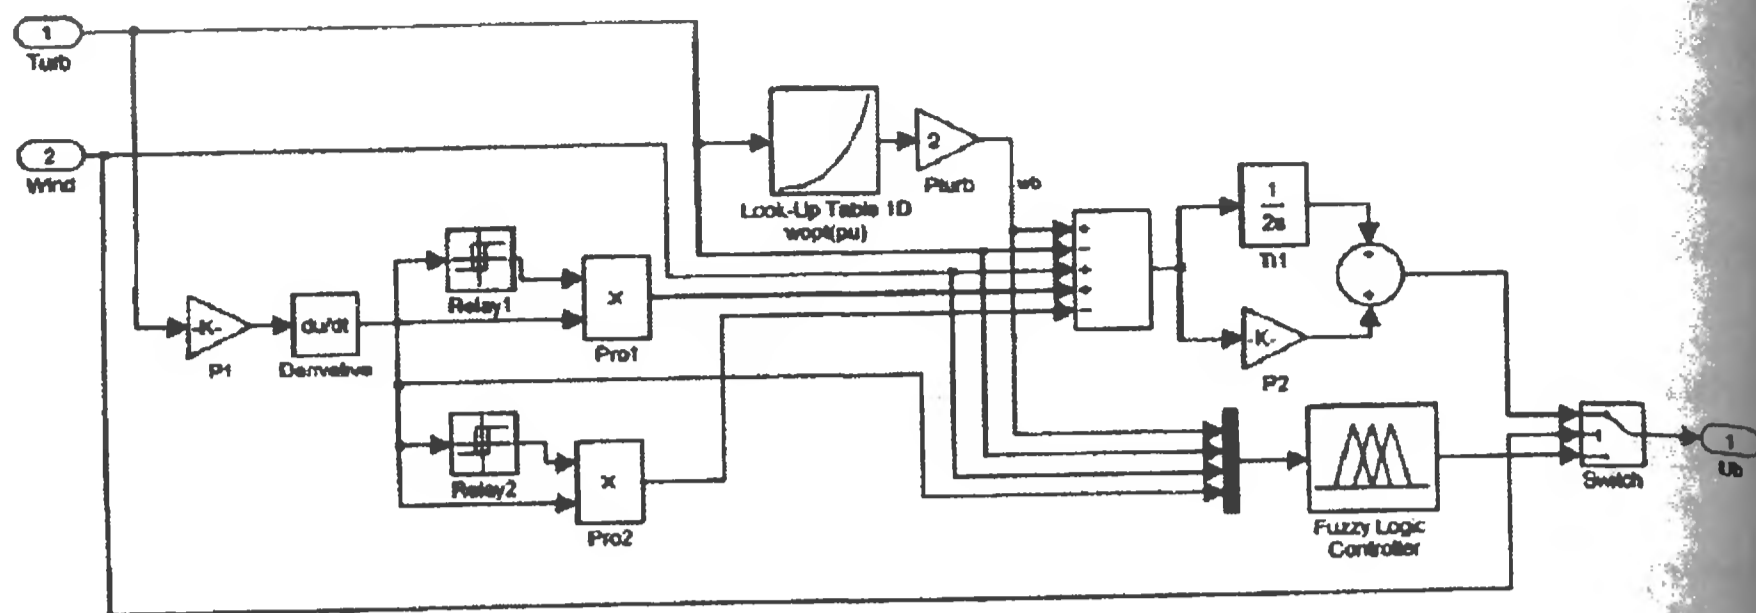 1
Turb
2
Wind
Look-Up Table 1D
wopt(pu)
2
Pturb
wb
+
-
+
+
-
1
2s
TI1
+
+
-K-
P2
Relay1
x
Pro1
-K-
P1
du/dt
Derivative
Relay2
x
Pro2
Fuzzy Logic
Controller
Switch
1
Ub